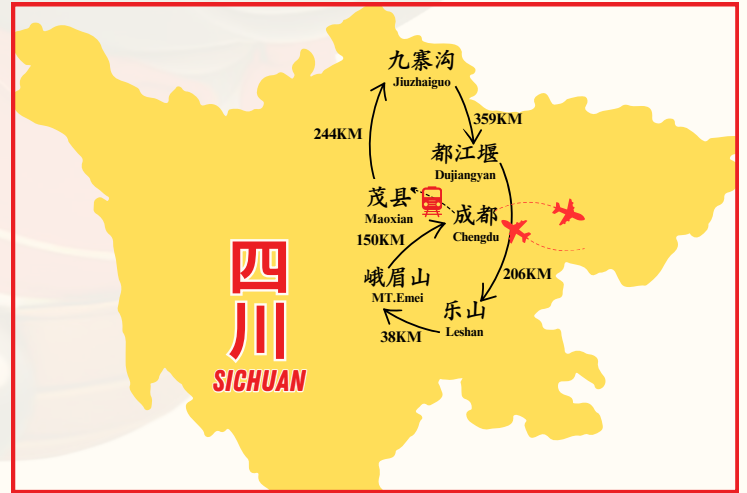 九寨沟
Jiuzhaiguo
244KM
359KM
都江堰
Dujiangyan
茂县
Maoxian
成都
Chengdu
150KM
峨眉山
MT.Emei
206KM
乐山
Leshan
38KM
四
川
SICHUAN